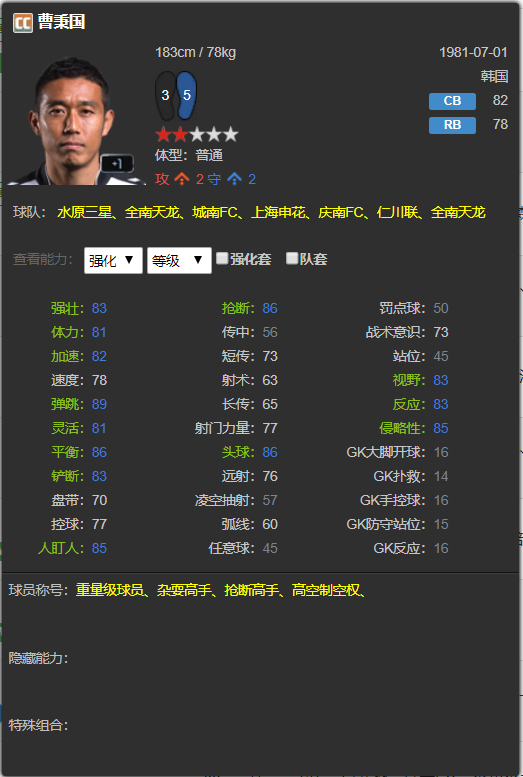 CC 曹秉国
183cm / 78kg 1981-07-01
韩国
3 5 CB 82
RB 78
+1
体型：普通
攻 2 守 2
球队： 水原三星、全南天龙、城南FC、上海申花、庆南FC、仁川联、全南天龙
查看能力： 强化 ▼ 等级 ▼ 强化套 队套
强壮：83 抢断：86 罚点球：50
体力：81 传中：56 战术意识：73
加速：82 短传：73 站位：45
速度：78 射术：63 视野：83
弹跳：89 长传：65 反应：83
灵活：81 射门力量：77 侵略性：85
平衡：86 头球：86 GK大脚开球：16
铲断：83 远射：76 GK扑救：14
盘带：70 凌空抽射：57 GK手控球：16
控球：77 弧线：60 GK防守站位：15
人盯人：85 任意球：45 GK反应：16
球员称号：重量级球员、杂耍高手、抢断高手、高空制空权、
隐藏能力：
特殊组合：